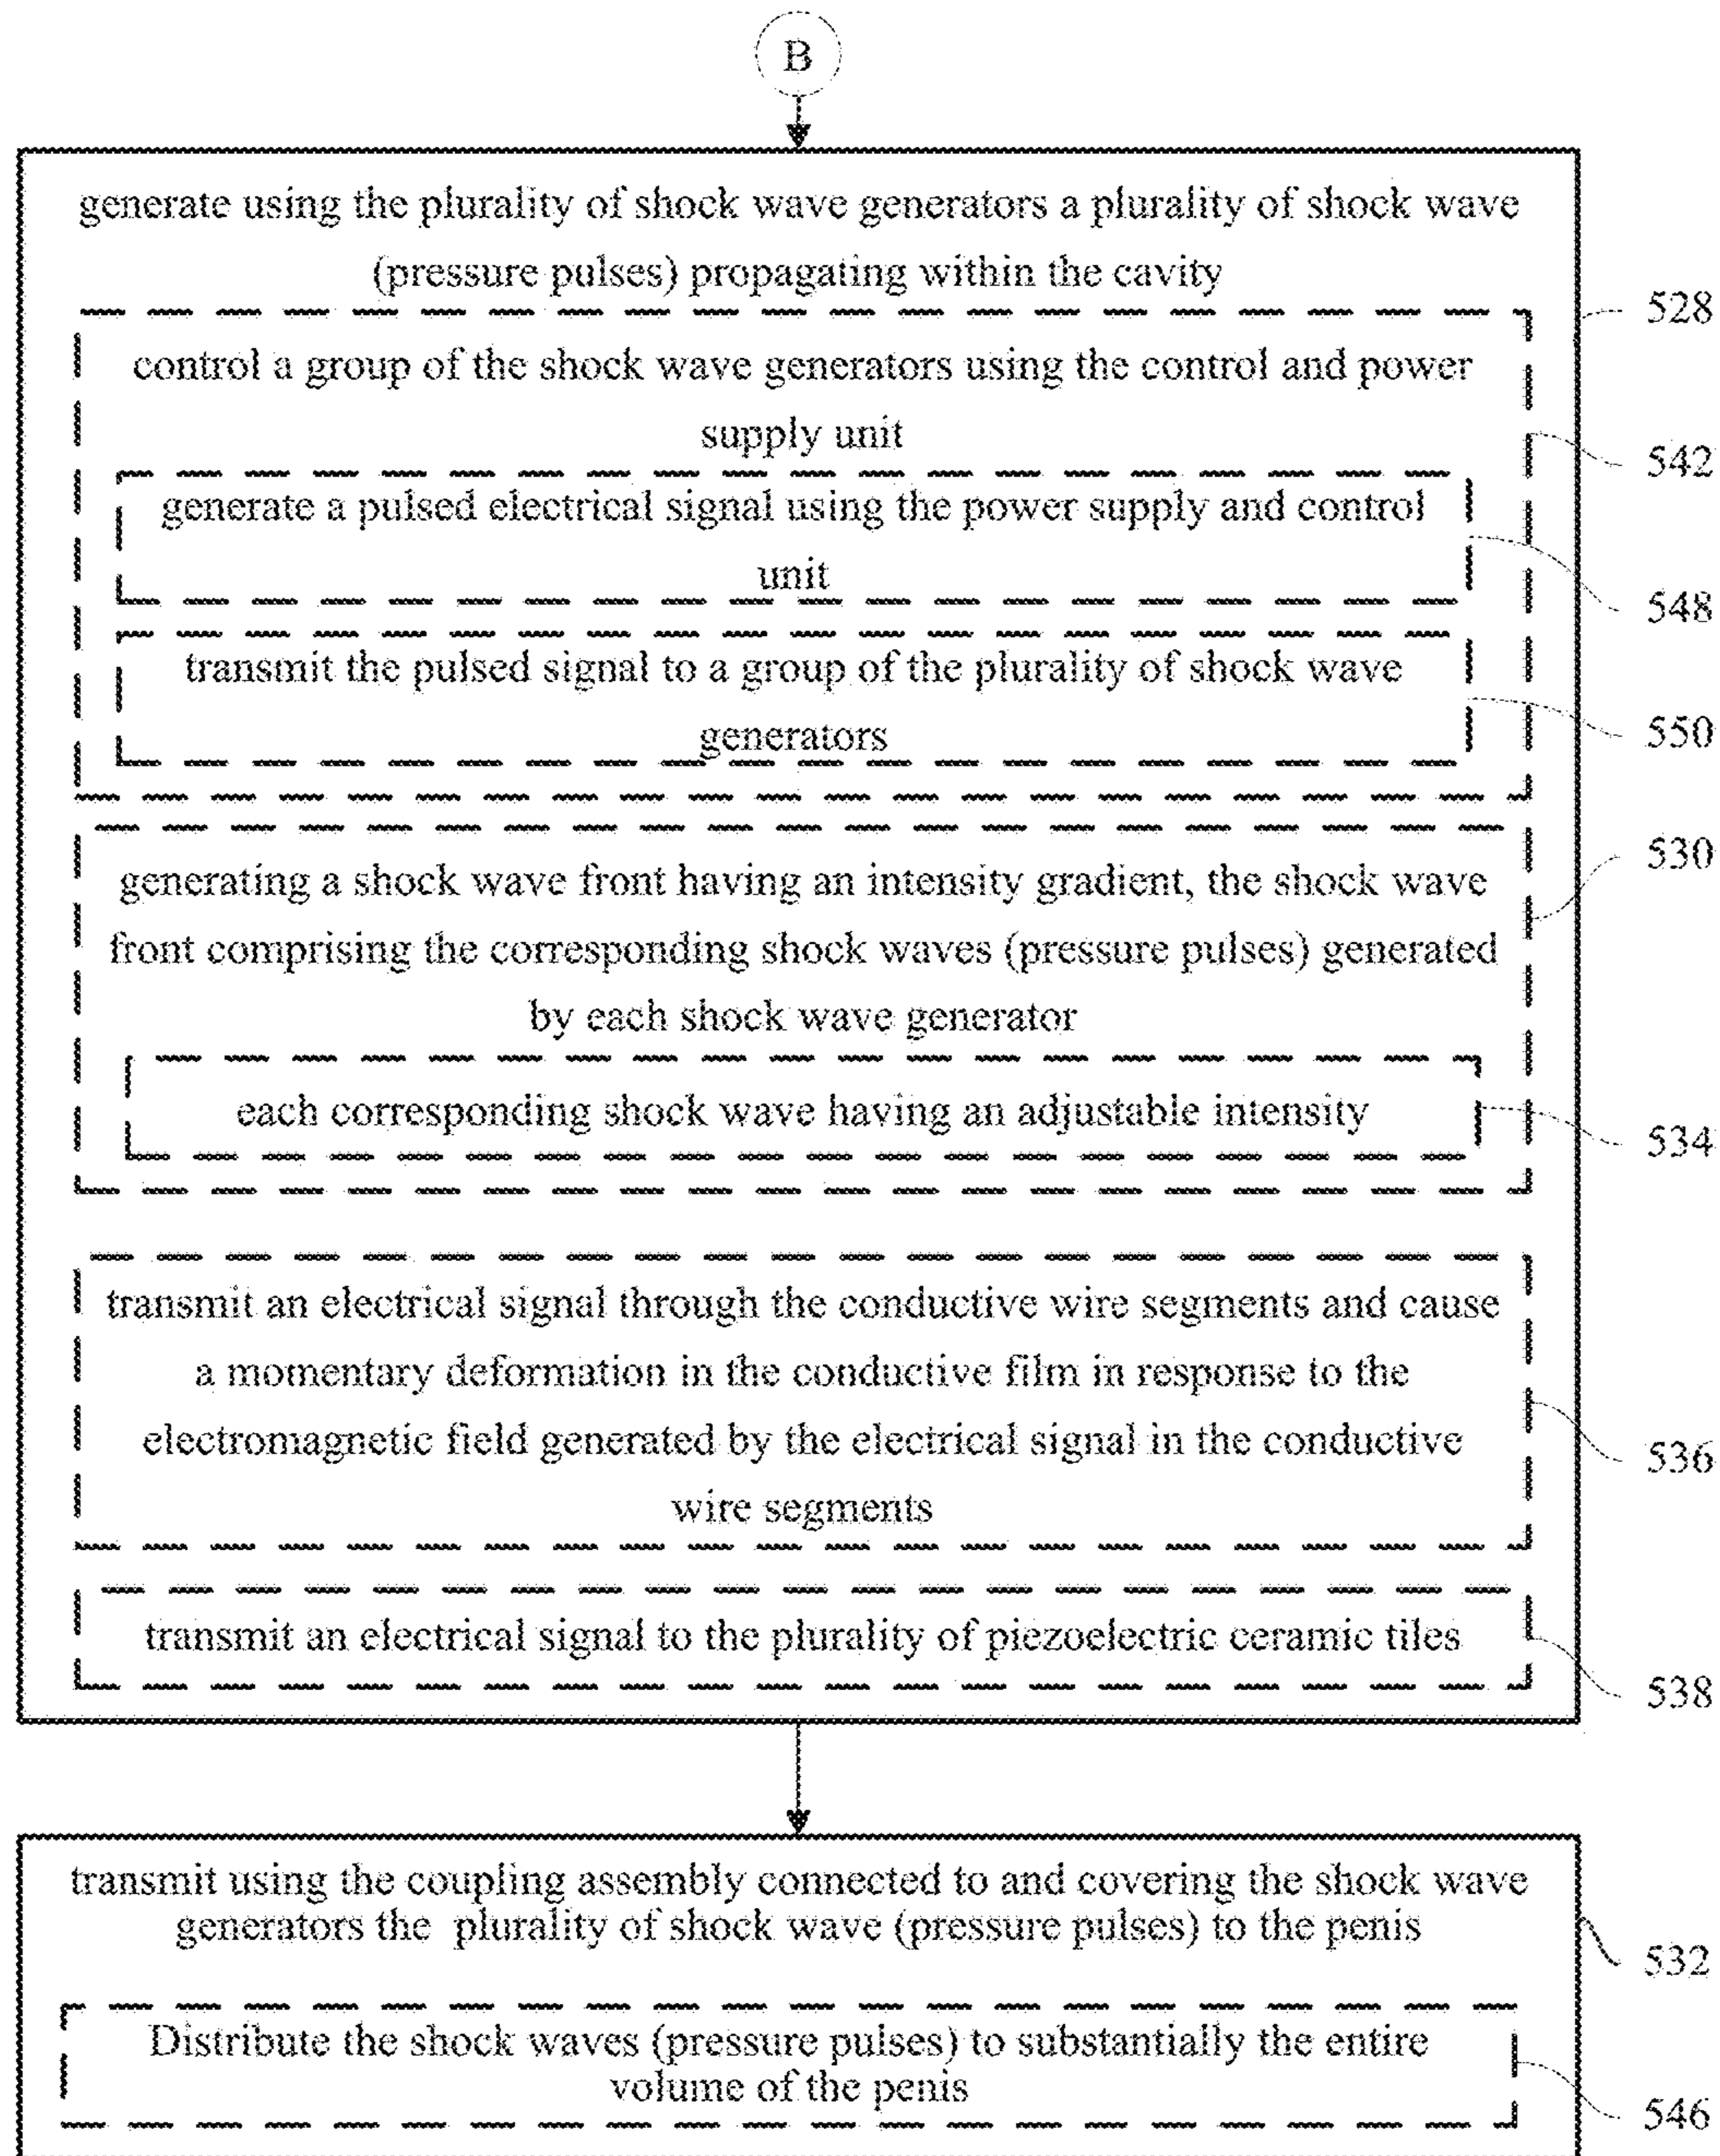 B
generate using the plurality of shock wave generators a plurality of shock wave
(pressure pulses) propagating within the cavity
528
control a group of the shock wave generators using the control and power
supply unit
542
generate a pulsed electrical signal using the power supply and control
unit
548
transmit the pulsed signal to a group of the plurality of shock wave
generators
550
generating a shock wave front having an intensity gradient, the shock wave
front comprising the corresponding shock waves (pressure pulses) generated
by each shock wave generator
530
each corresponding shock wave having an adjustable intensity
534
transmit an electrical signal through the conductive wire segments and cause
a momentary deformation in the conductive film in response to the
electromagnetic field generated by the electrical signal in the conductive
wire segments
536
transmit an electrical signal to the plurality of piezoelectric ceramic tiles
538
transmit using the coupling assembly connected to and covering the shock wave
generators the plurality of shock wave (pressure pulses) to the penis
532
Distribute the shock waves (pressure pulses) to substantially the entire
volume of the penis
546